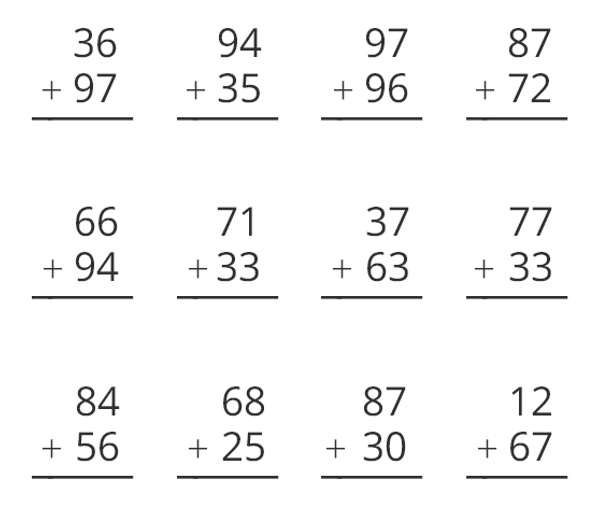 36 94 97 87
+ 97 + 35 + 96 + 72
66 71 37 77
+ 94 + 33 + 63 + 33
84 68 87 12
+ 56 + 25 + 30 + 67